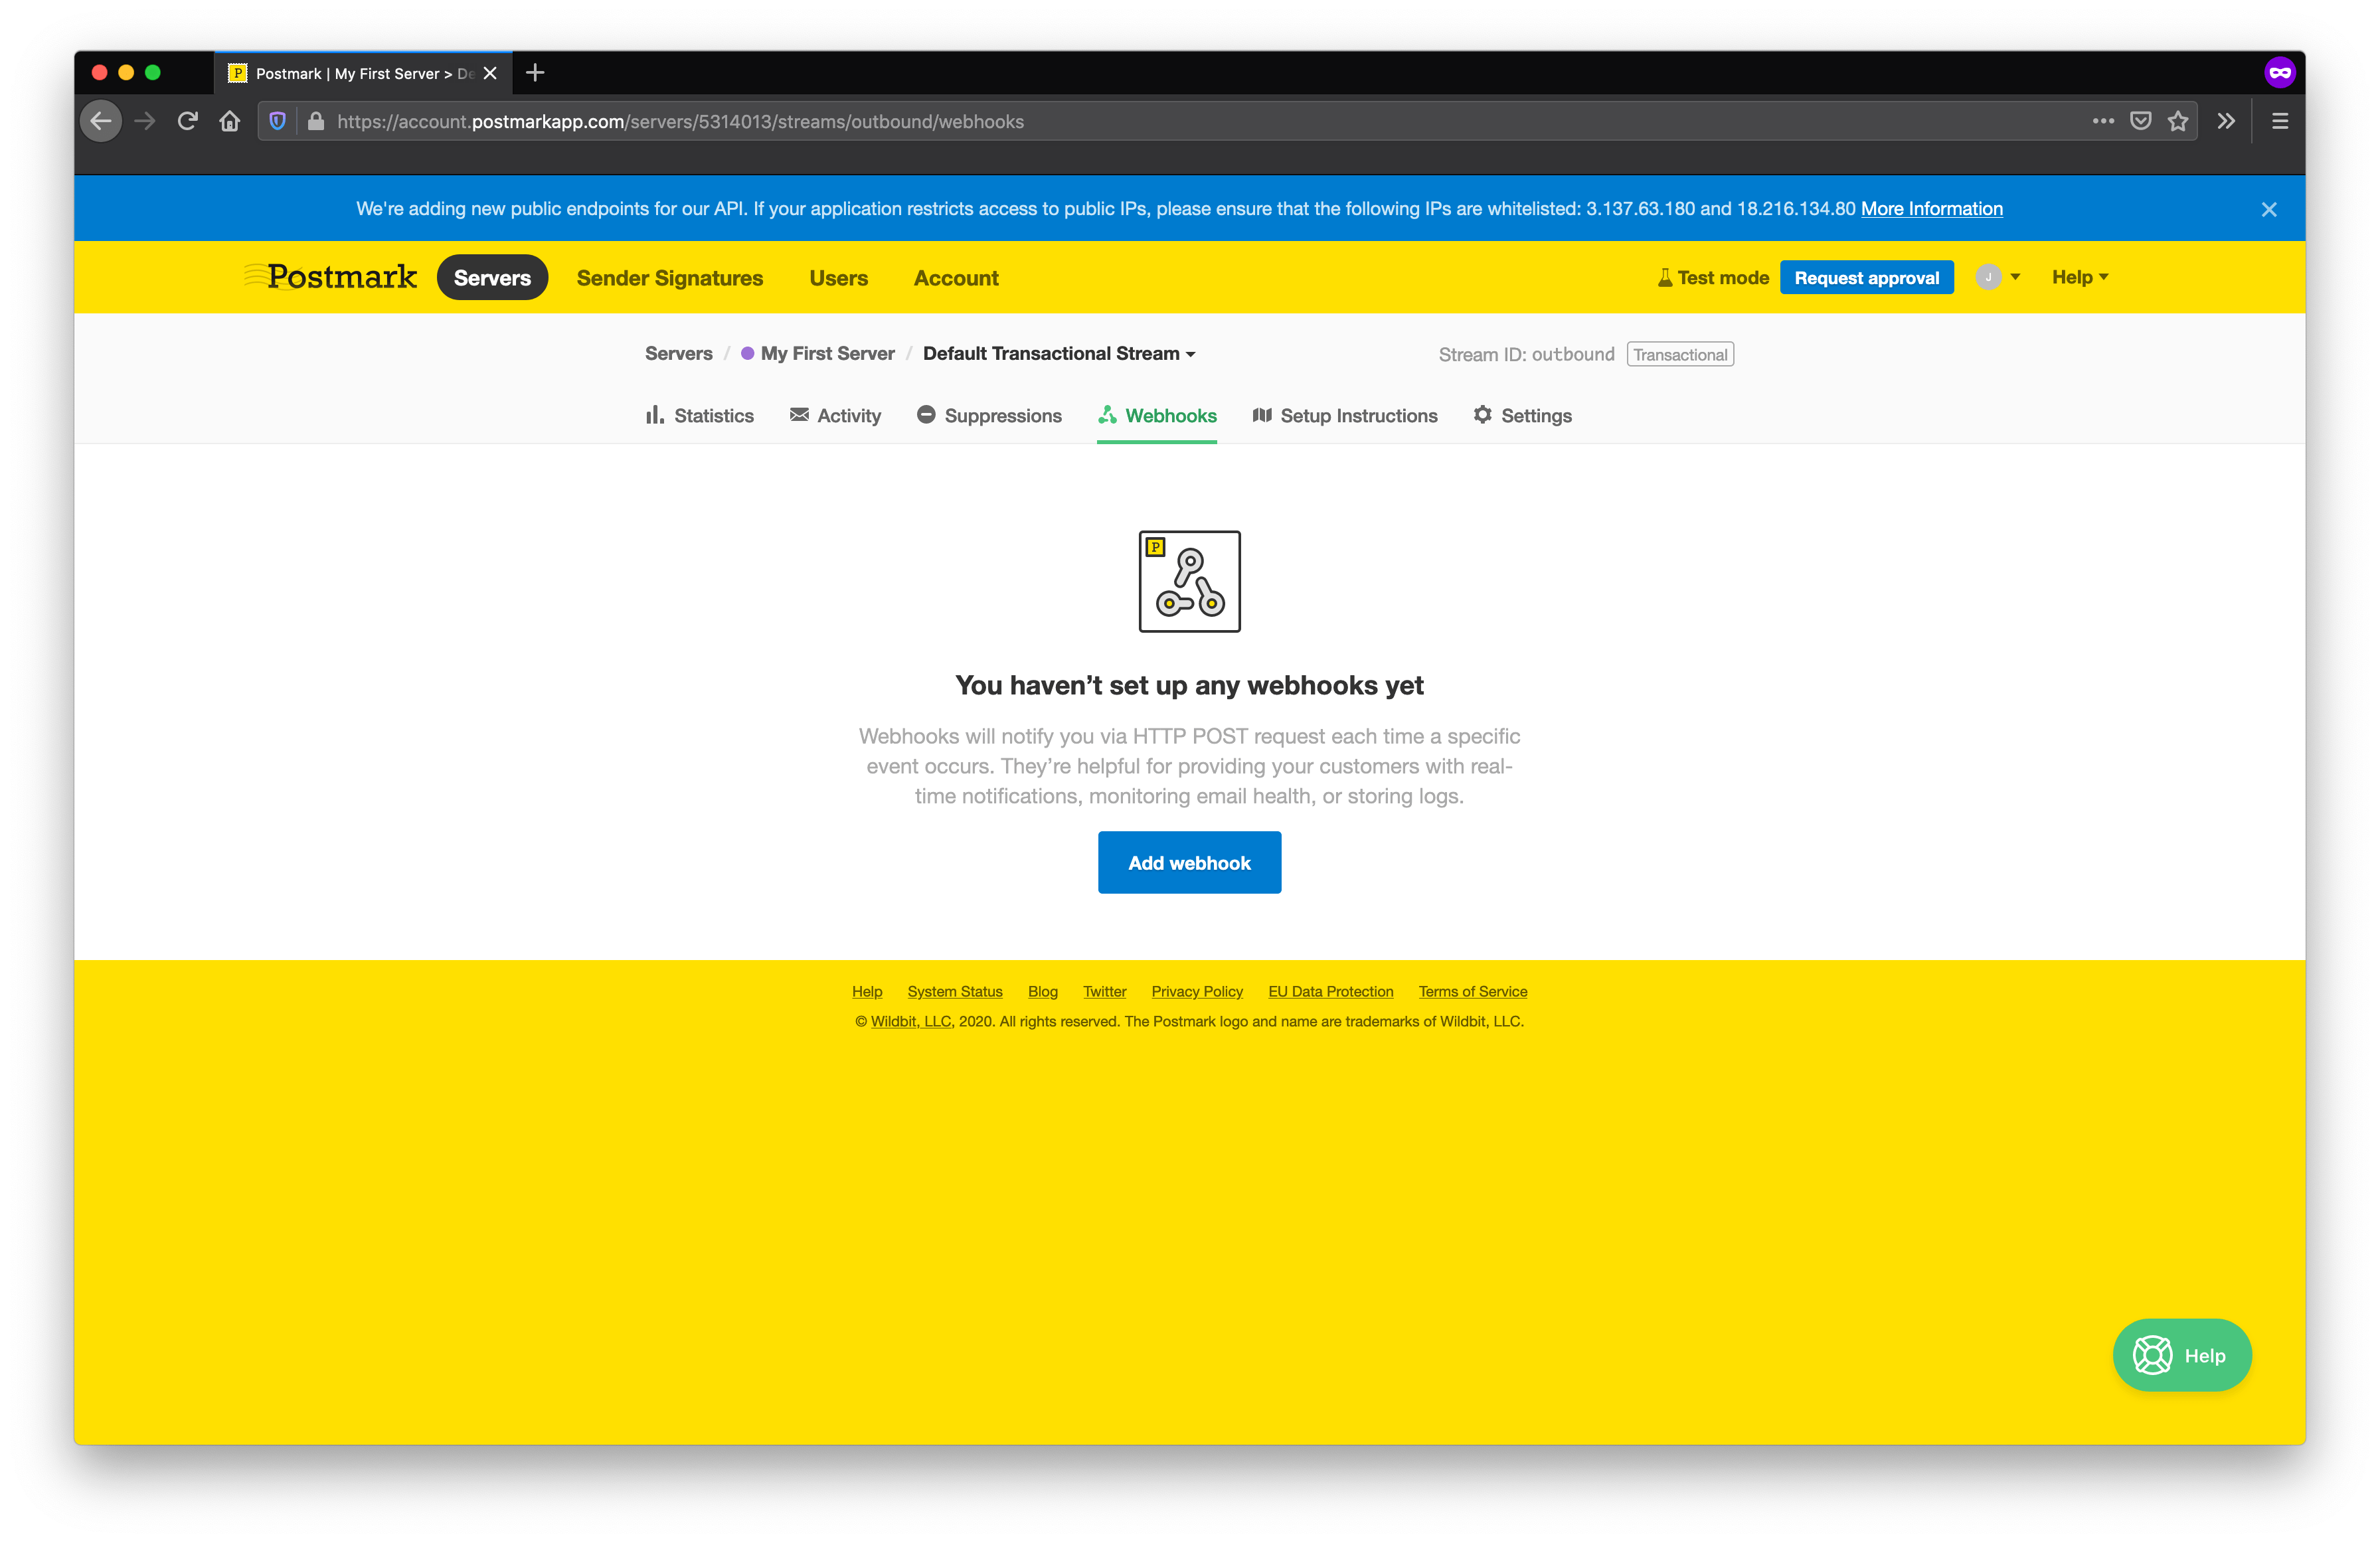 Postmark | My First Server > De
https://account.postmarkapp.com/servers/5314013/streams/outbound/webhooks
We're adding new public endpoints for our API. If your application restricts access to public IPs, please ensure that the following IPs are whitelisted: 3.137.63.180 and 18.216.134.80 More Information
Postmark Servers Sender Signatures Users Account Test mode Request approval J Help
Servers / My First Server / Default Transactional Stream Stream ID: outbound Transactional
Statistics Activity Suppressions Webhooks Setup Instructions Settings
P
You haven’t set up any webhooks yet
Webhooks will notify you via HTTP POST request each time a specific
event occurs. They’re helpful for providing your customers with real-
time notifications, monitoring email health, or storing logs.
Add webhook
Help System Status Blog Twitter Privacy Policy EU Data Protection Terms of Service
© Wildbit, LLC, 2020. All rights reserved. The Postmark logo and name are trademarks of Wildbit, LLC.
Help